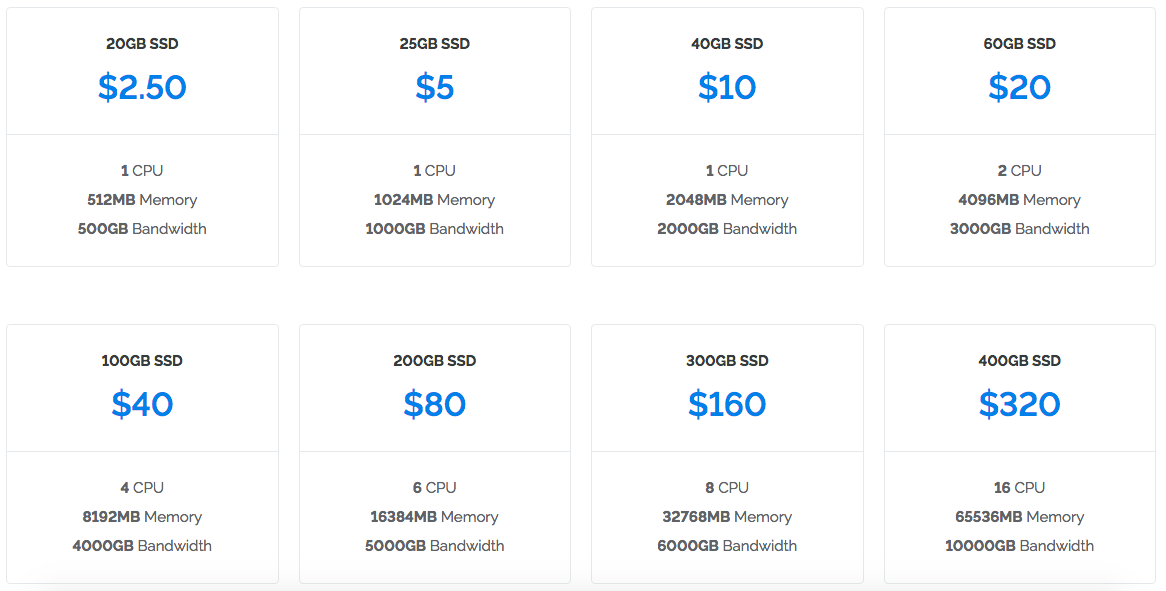 20GB SSD
$2.50
1 CPU
512MB Memory
500GB Bandwidth
25GB SSD
$5
1 CPU
1024MB Memory
1000GB Bandwidth
40GB SSD
$10
1 CPU
2048MB Memory
2000GB Bandwidth
60GB SSD
$20
2 CPU
4096MB Memory
3000GB Bandwidth
100GB SSD
$40
4 CPU
8192MB Memory
4000GB Bandwidth
200GB SSD
$80
6 CPU
16384MB Memory
5000GB Bandwidth
300GB SSD
$160
8 CPU
32768MB Memory
6000GB Bandwidth
400GB SSD
$320
16 CPU
65536MB Memory
10000GB Bandwidth